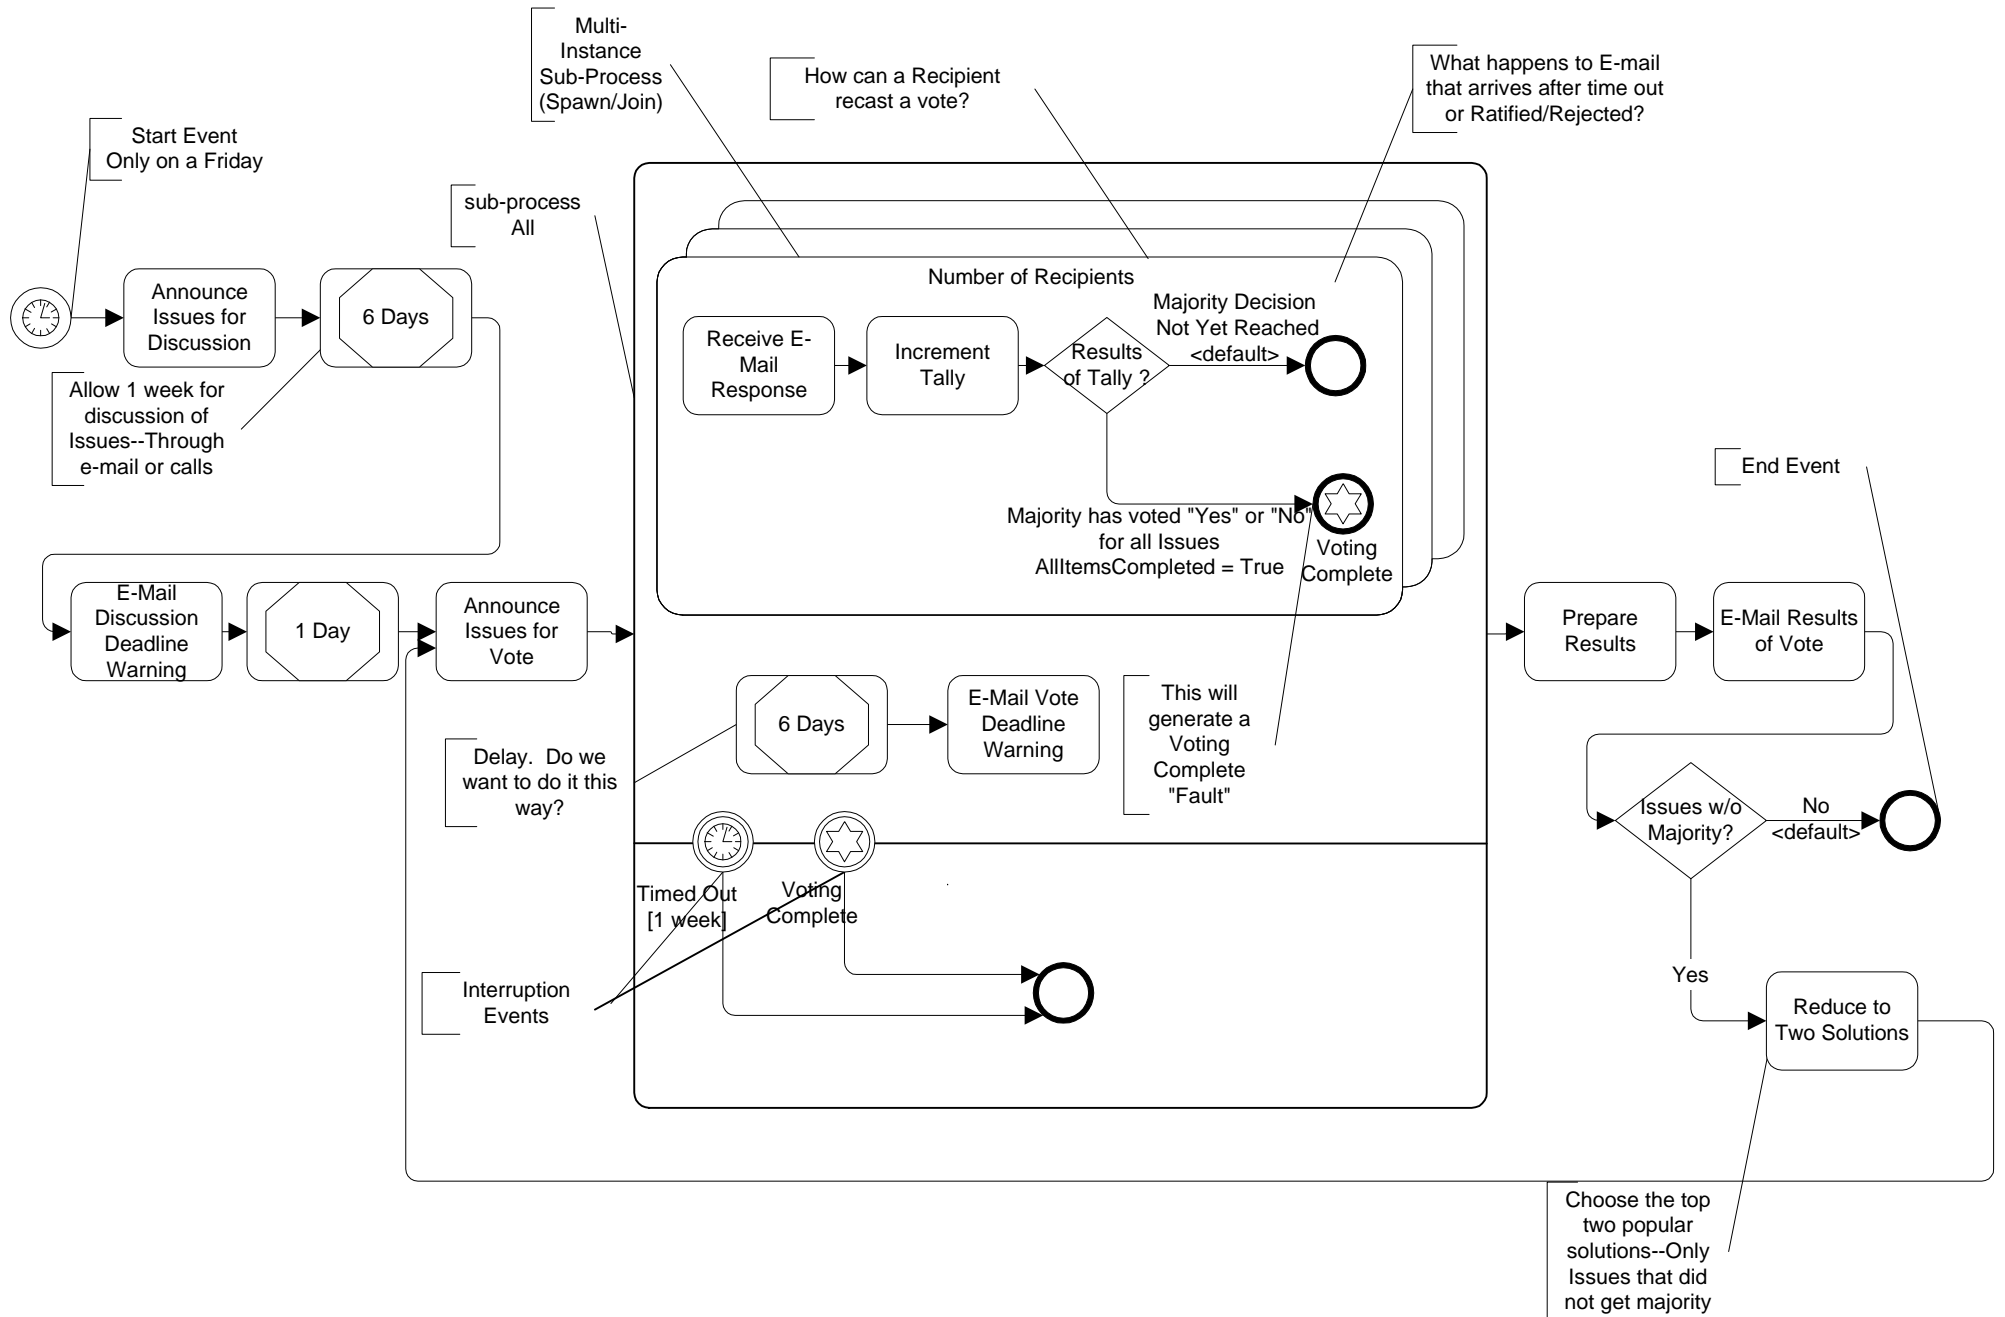 Multi-
Instance
Sub-Process
(Spawn/Join)
How can a Recipient
recast a vote?
What happens to E-mail
that arrives after time out
or Ratified/Rejected?
Start Event
Only on a Friday
sub-process
All
Announce
Issues for
Discussion
6 Days
Allow 1 week for
discussion of
Issues--Through
e-mail or calls
Number of Recipients
Receive E-
Mail
Response
Increment
Tally
Results
of Tally ?
Majority Decision
Not Yet Reached
<default>
Majority has voted "Yes" or "No"
for all Issues
AllItemsCompleted = True
Voting
Complete
End Event
E-Mail
Discussion
Deadline
Warning
1 Day
Announce
Issues for
Vote
Prepare
Results
E-Mail Results
of Vote
Delay.  Do we
want to do it this
way?
6 Days
E-Mail Vote
Deadline
Warning
This will
generate a
Voting
Complete
"Fault"
Issues w/o
Majority?
No
<default>
Timed Out
[1 week]
Voting
Complete
Interruption
Events
Yes
Reduce to
Two Solutions
Choose the top
two popular
solutions--Only
Issues that did
not get majority